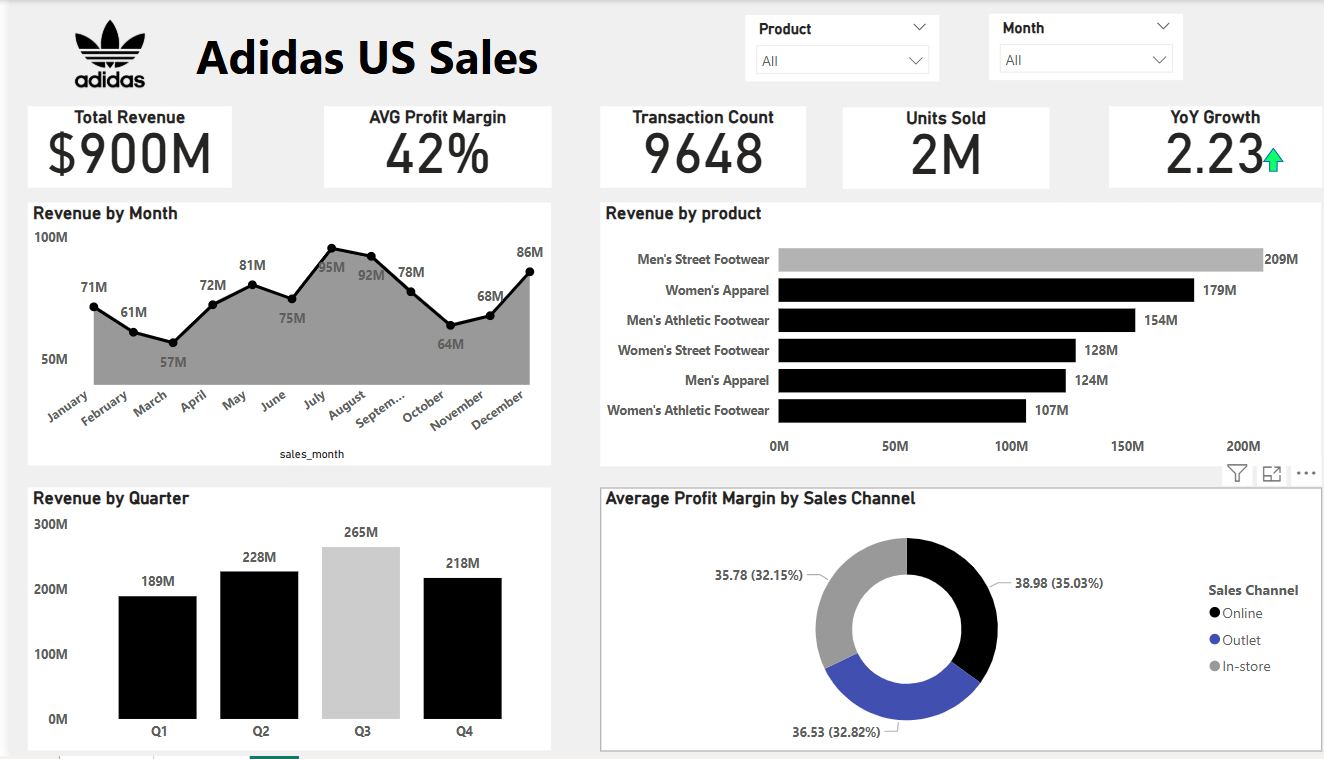 adidas
Adidas US Sales
Product
All
Month
All
Total Revenue
$900M
AVG Profit Margin
42%
Transaction Count
9648
Units Sold
2M
YoY Growth
2.23
Revenue by Month
100M
50M
71M
61M
57M
72M
81M
75M
95M
92M
78M
64M
68M
86M
January
February
March
April
May
June
July
August
Septem...
October
November
December
sales_month
Revenue by product
Men's Street Footwear 209M
Women's Apparel 179M
Men's Athletic Footwear 154M
Women's Street Footwear 128M
Men's Apparel 124M
Women's Athletic Footwear 107M
0M 50M 100M 150M 200M
Revenue by Quarter
300M
200M
100M
0M
189M
228M
265M
218M
Q1 Q2 Q3 Q4
Average Profit Margin by Sales Channel
35.78 (32.15%)
38.98 (35.03%)
36.53 (32.82%)
Sales Channel
Online
Outlet
In-store